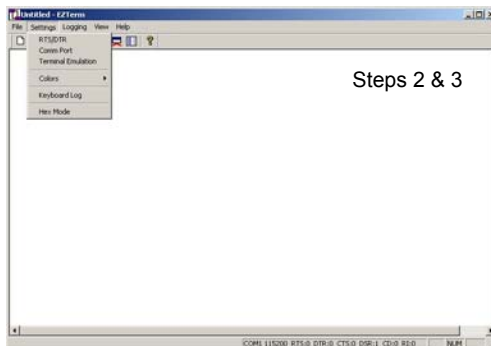 Untitled - EZTerm
File Settings Logging View Help
RTS/DTR
Comm Port
Terminal Emulation
Colors
Keyboard Log
Hex Mode
Steps 2 & 3
COM1 115200 RTS:0 DTR:0 CTS:0 DSR:1 CD:0 RI:0 NUM